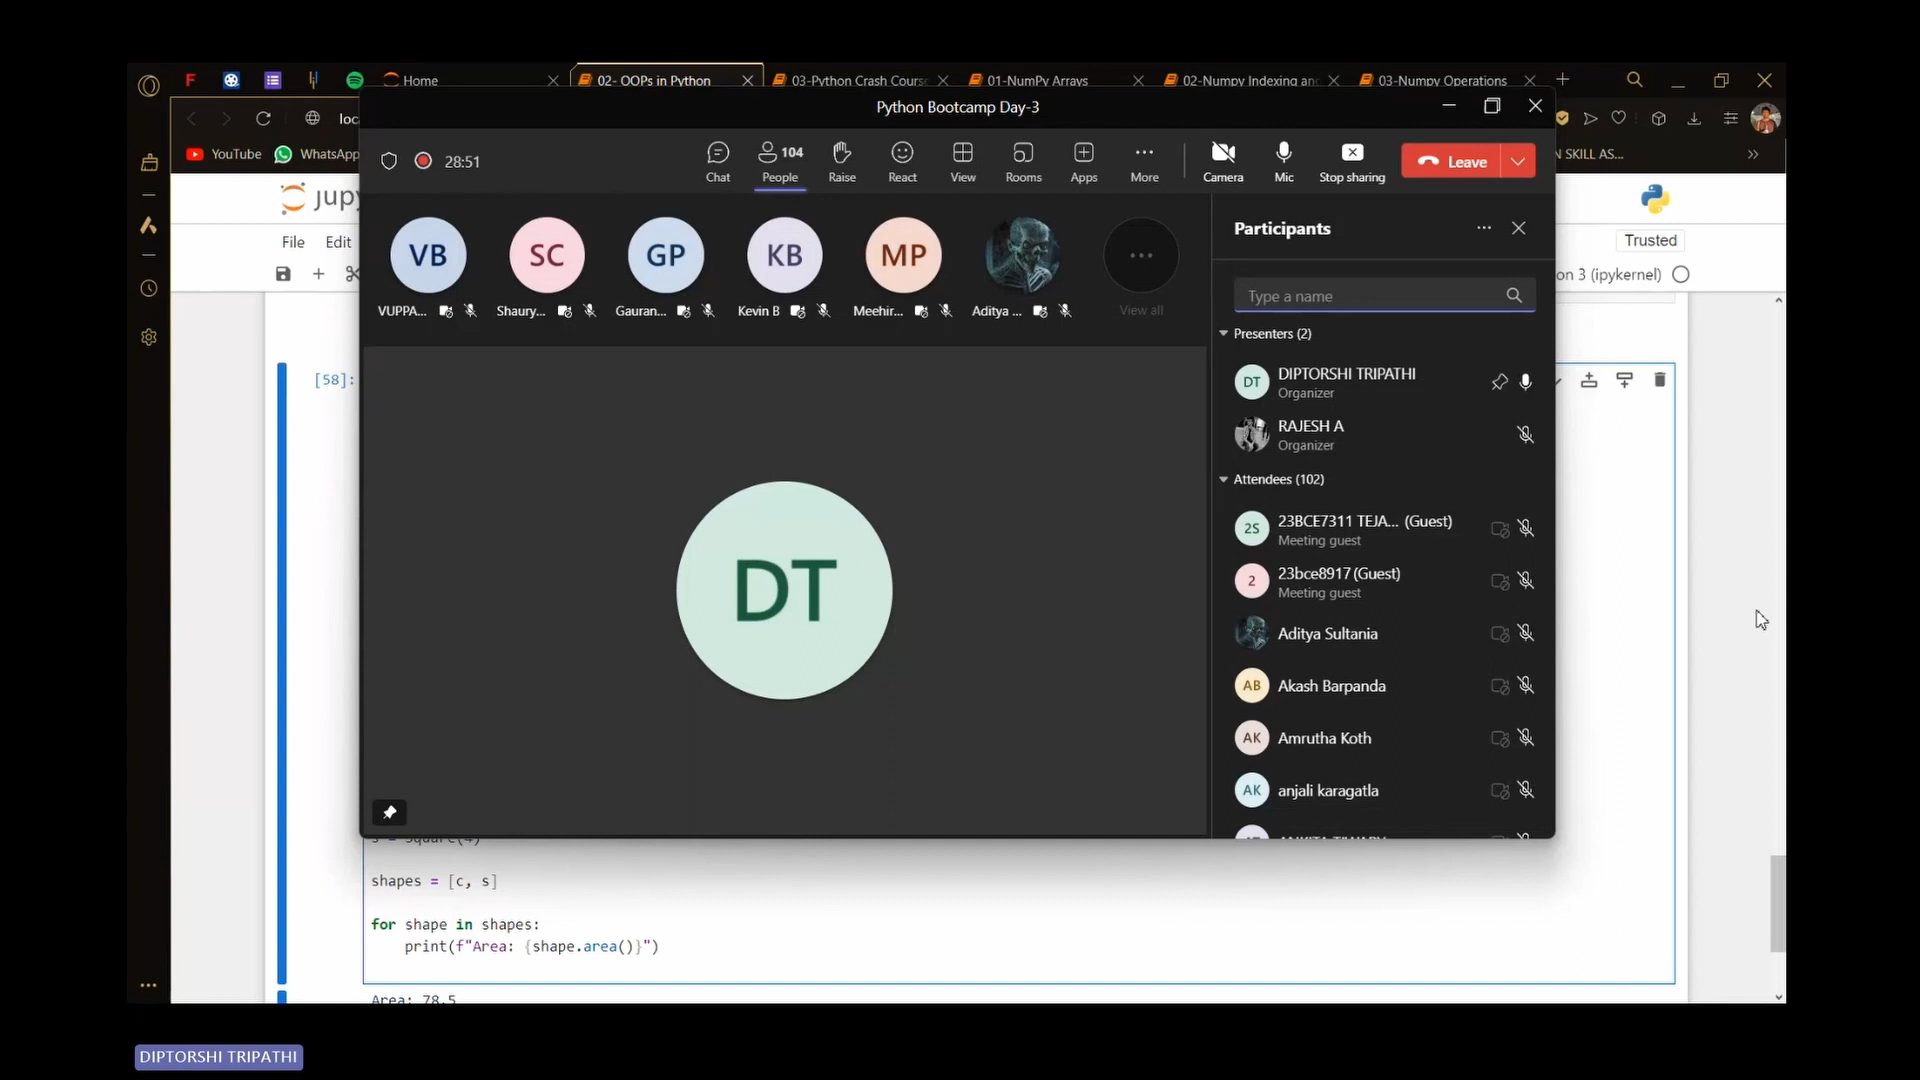 F
Home
02- OOPs in Python
03-Python Crash Cours
01-NumPy Arrays
02-Numpy Indexing an
03-Numpy Operations
Python Bootcamp Day-3
loc
YouTube
WhatsApp
N SKILL AS...
28:51
Chat
104
People
Raise
React
View
Rooms
Apps
More
Camera
Mic
Stop sharing
Leave
jupy
File
Edit
Trusted
on 3 (ipykernel)
VB
SC
GP
KB
MP
VUPPA...
Shaury...
Gauran...
Kevin B
Meehir...
Aditya ...
View all
Participants
Type a name
Presenters (2)
DT
DIPTORSHI TRIPATHI
Organizer
RAJESH A
Organizer
Attendees (102)
2S
23BCE7311 TEJA... (Guest)
Meeting guest
2
23bce8917 (Guest)
Meeting guest
Aditya Sultania
AB
Akash Barpanda
AK
Amrutha Koth
AK
anjali karagatla
DT
[58]:
shapes = [c, s]
for shape in shapes:
print(f"Area: {shape.area()}")
Area: 78.5
DIPTORSHI TRIPATHI